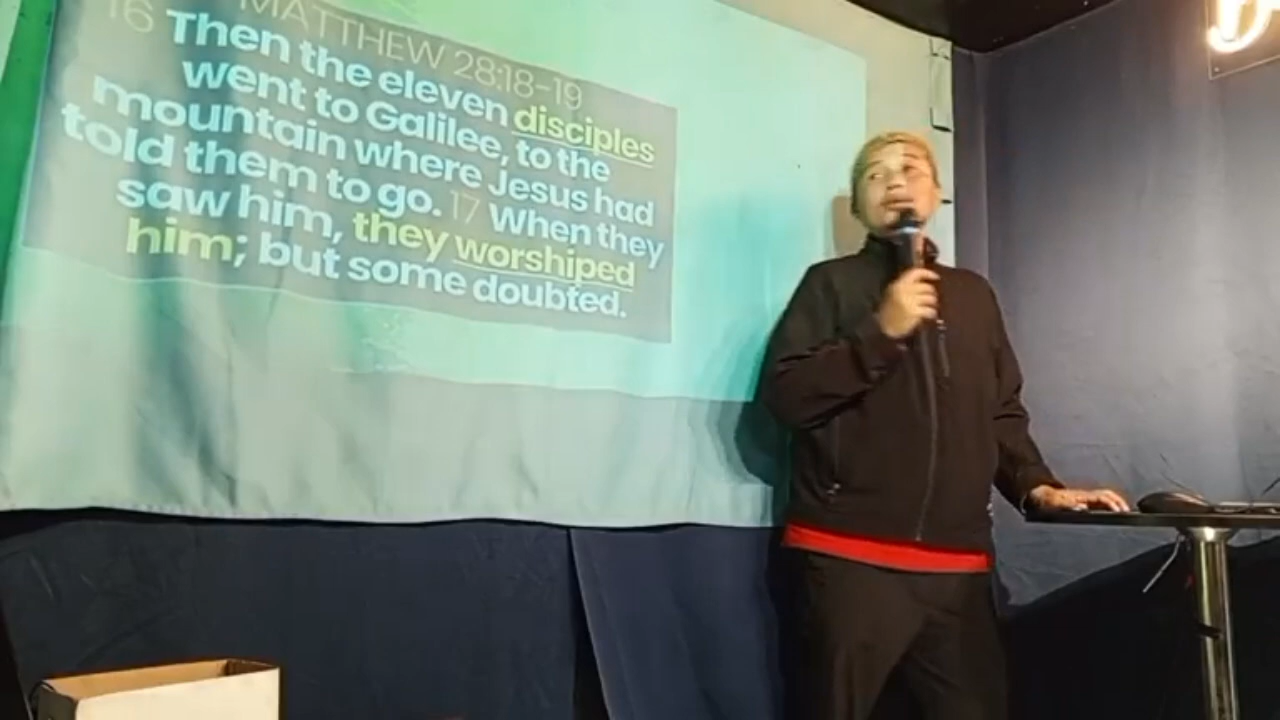 MATTHEW 28:18-19
16 Then the eleven disciples
went to Galilee, to the
mountain where Jesus had
told them to go. 17 When they
saw him, they worshiped
him; but some doubted.